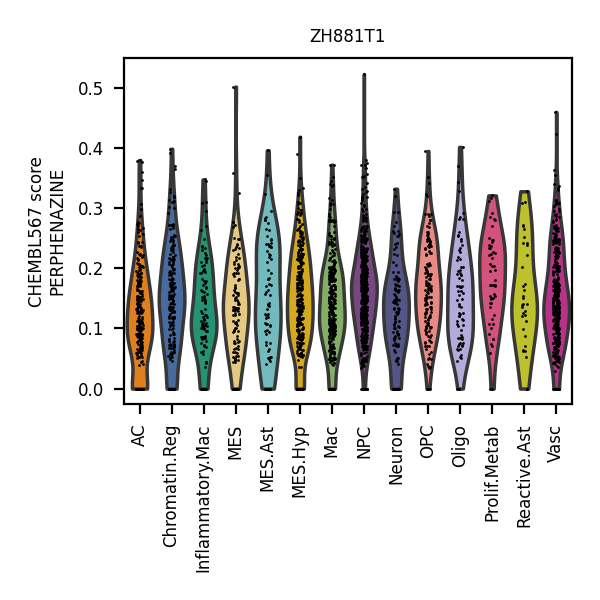 ZH881T1
CHEMBL567 score
PERPHENAZINE
0.5
0.4
0.3
0.2
0.1
0.0
AC
Chromatin.Reg
Inflammatory.Mac
MES
MES.Ast
MES.Hyp
Mac
NPC
Neuron
OPC
Oligo
Prolif.Metab
Reactive.Ast
Vasc